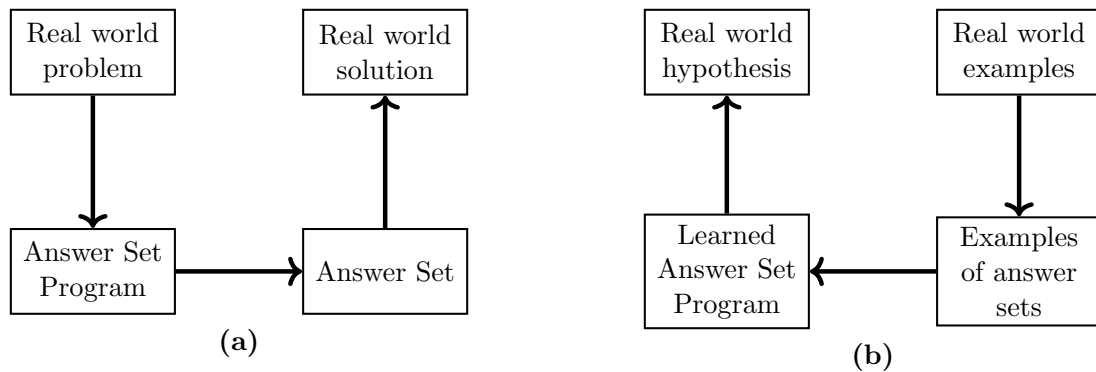 Real world
problem
Real world
solution
Answer Set
Program
Answer Set
(a)
Real world
hypothesis
Real world
examples
Learned
Answer Set
Program
Examples
of answer
sets
(b)